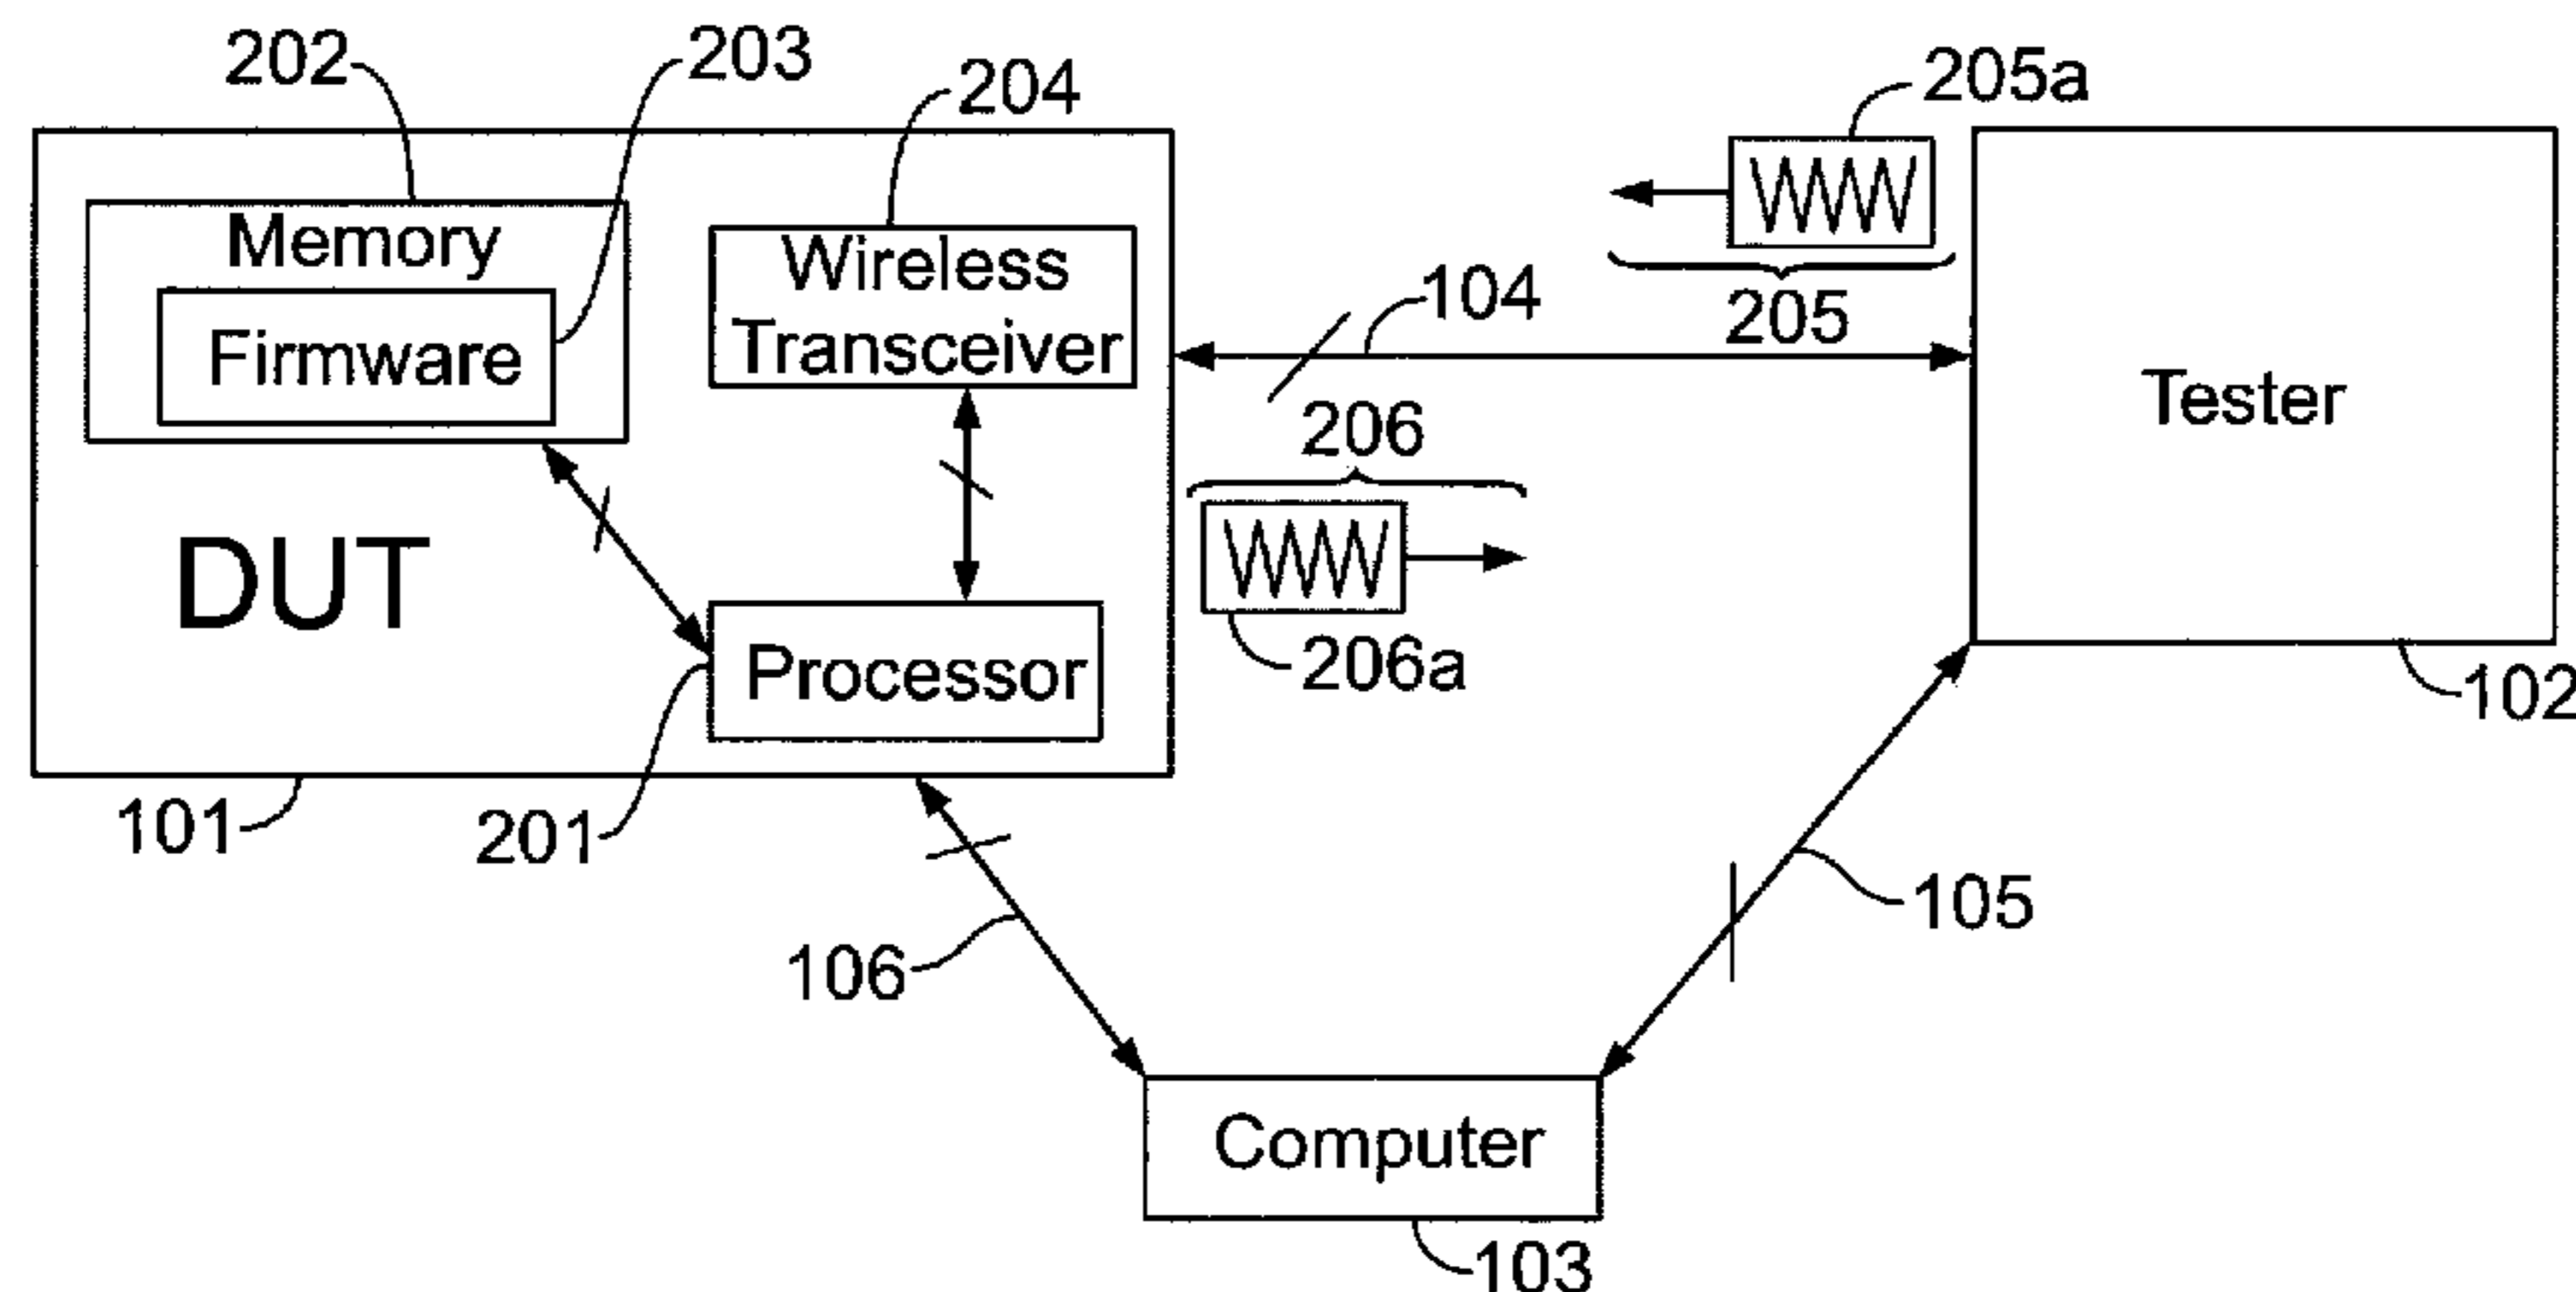 202
203
204
205a
Memory
Wireless
Transceiver
Firmware
104
205
Tester
206
DUT
Processor
206a
102
101
201
105
106
Computer
103